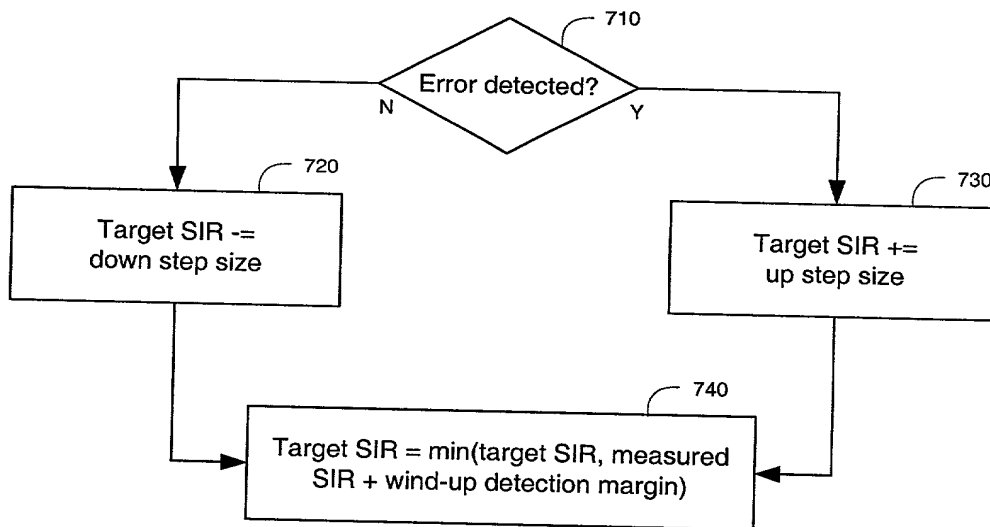 710
Error detected?
N
Y
720
730
Target SIR -=
down step size
Target SIR +=
up step size
740
Target SIR = min(target SIR, measured
SIR + wind-up detection margin)